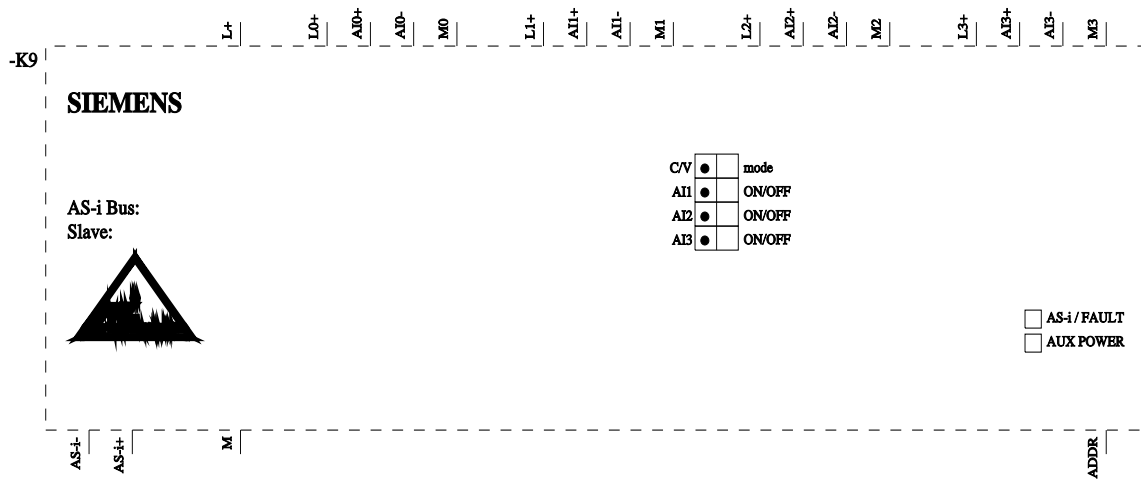 L+ L0+ AI0+ AI0- M0 L1+ AI1+ AI1- M1 L2+ AI2+ AI2- M2 L3+ AI3+ AI3- M3
-K9
SIEMENS
C/V mode
AI1 ON/OFF
AI2 ON/OFF
AI3 ON/OFF
AS-i Bus:
Slave:
AS-i / FAULT
AUX POWER
AS-i- AS-i+ M ADDR